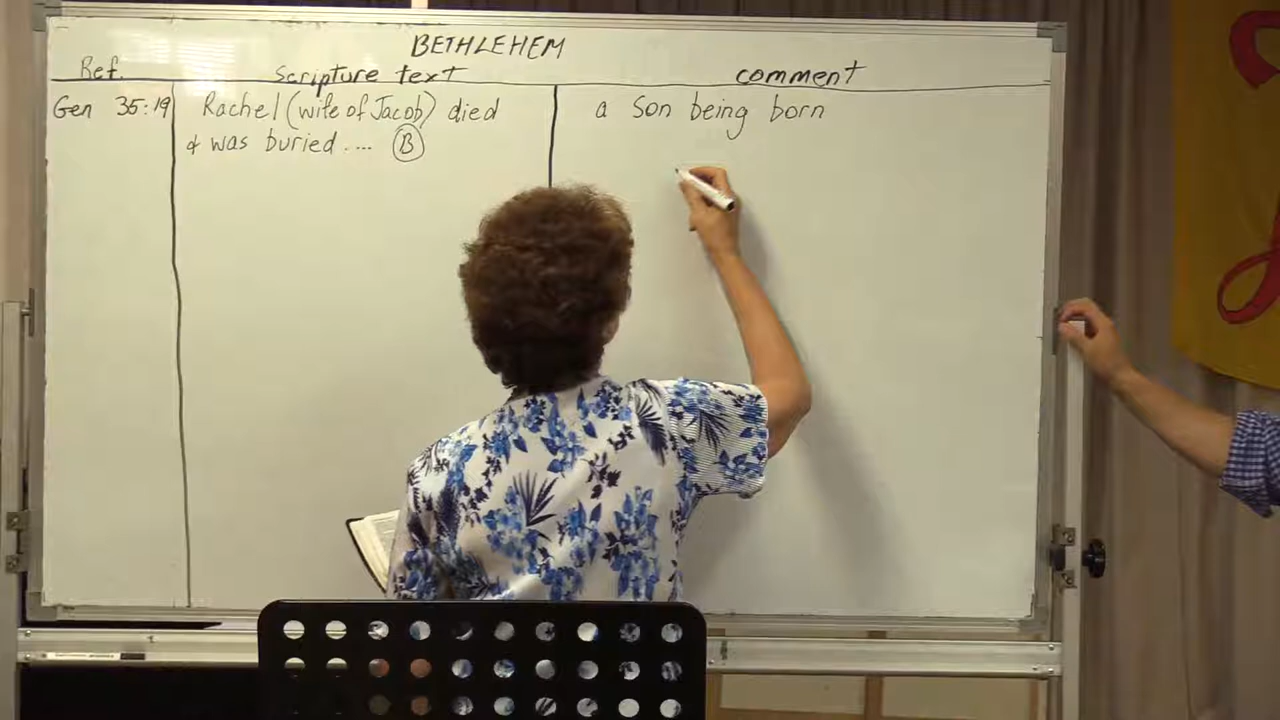 BETHLEHEM
Ref. Scripture text comment
Gen 35:19 Rachel (wife of Jacob) died a son being born
& was buried.... B